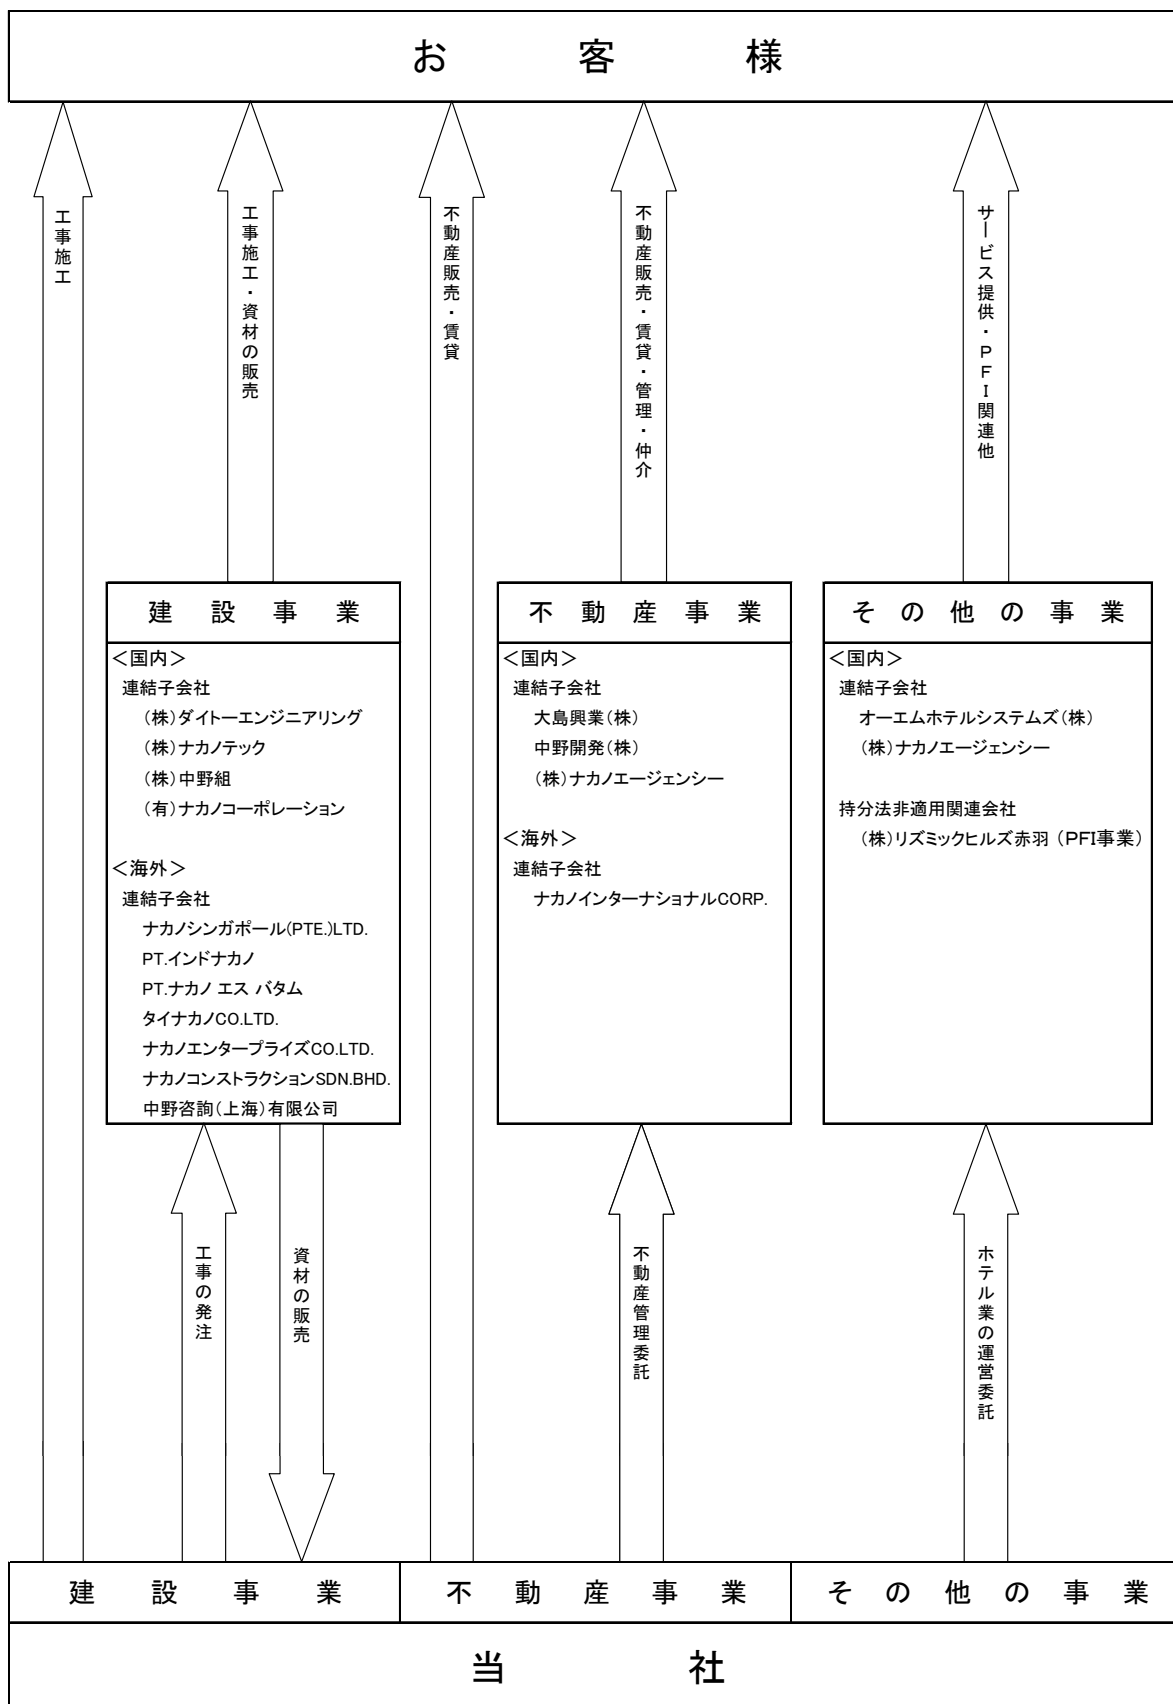 お客様
工事施工
工事施工・資材の販売
不動産販売・賃貸
不動産販売・賃貸・管理・仲介
サービス提供・PFI関連他
建設事業
<国内>
連結子会社
(株)ダイトーエンジニアリング
(株)ナカノテック
(株)中野組
(有)ナカノコーポレーション
<海外>
連結子会社
ナカノシンガポール(PTE.)LTD.
PT.インドナカノ
PT.ナカノ エス バタム
タイナカノCO.LTD.
ナカノエンタープライズCO.LTD.
ナカノコンストラクションSDN.BHD.
中野咨詢(上海)有限公司
不動産事業
<国内>
連結子会社
大島興業(株)
中野開発(株)
(株)ナカノエージェンシー
<海外>
連結子会社
ナカノインターナショナルCORP.
その他の事業
<国内>
連結子会社
オーエムホテルシステムズ(株)
(株)ナカノエージェンシー
持分法非適用関連会社
(株)リズミックヒルズ赤羽 (PFI事業)
工事の発注
資材の販売
不動産管理委託
ホテル業の運営委託
建設事業
不動産事業
その他の事業
当社